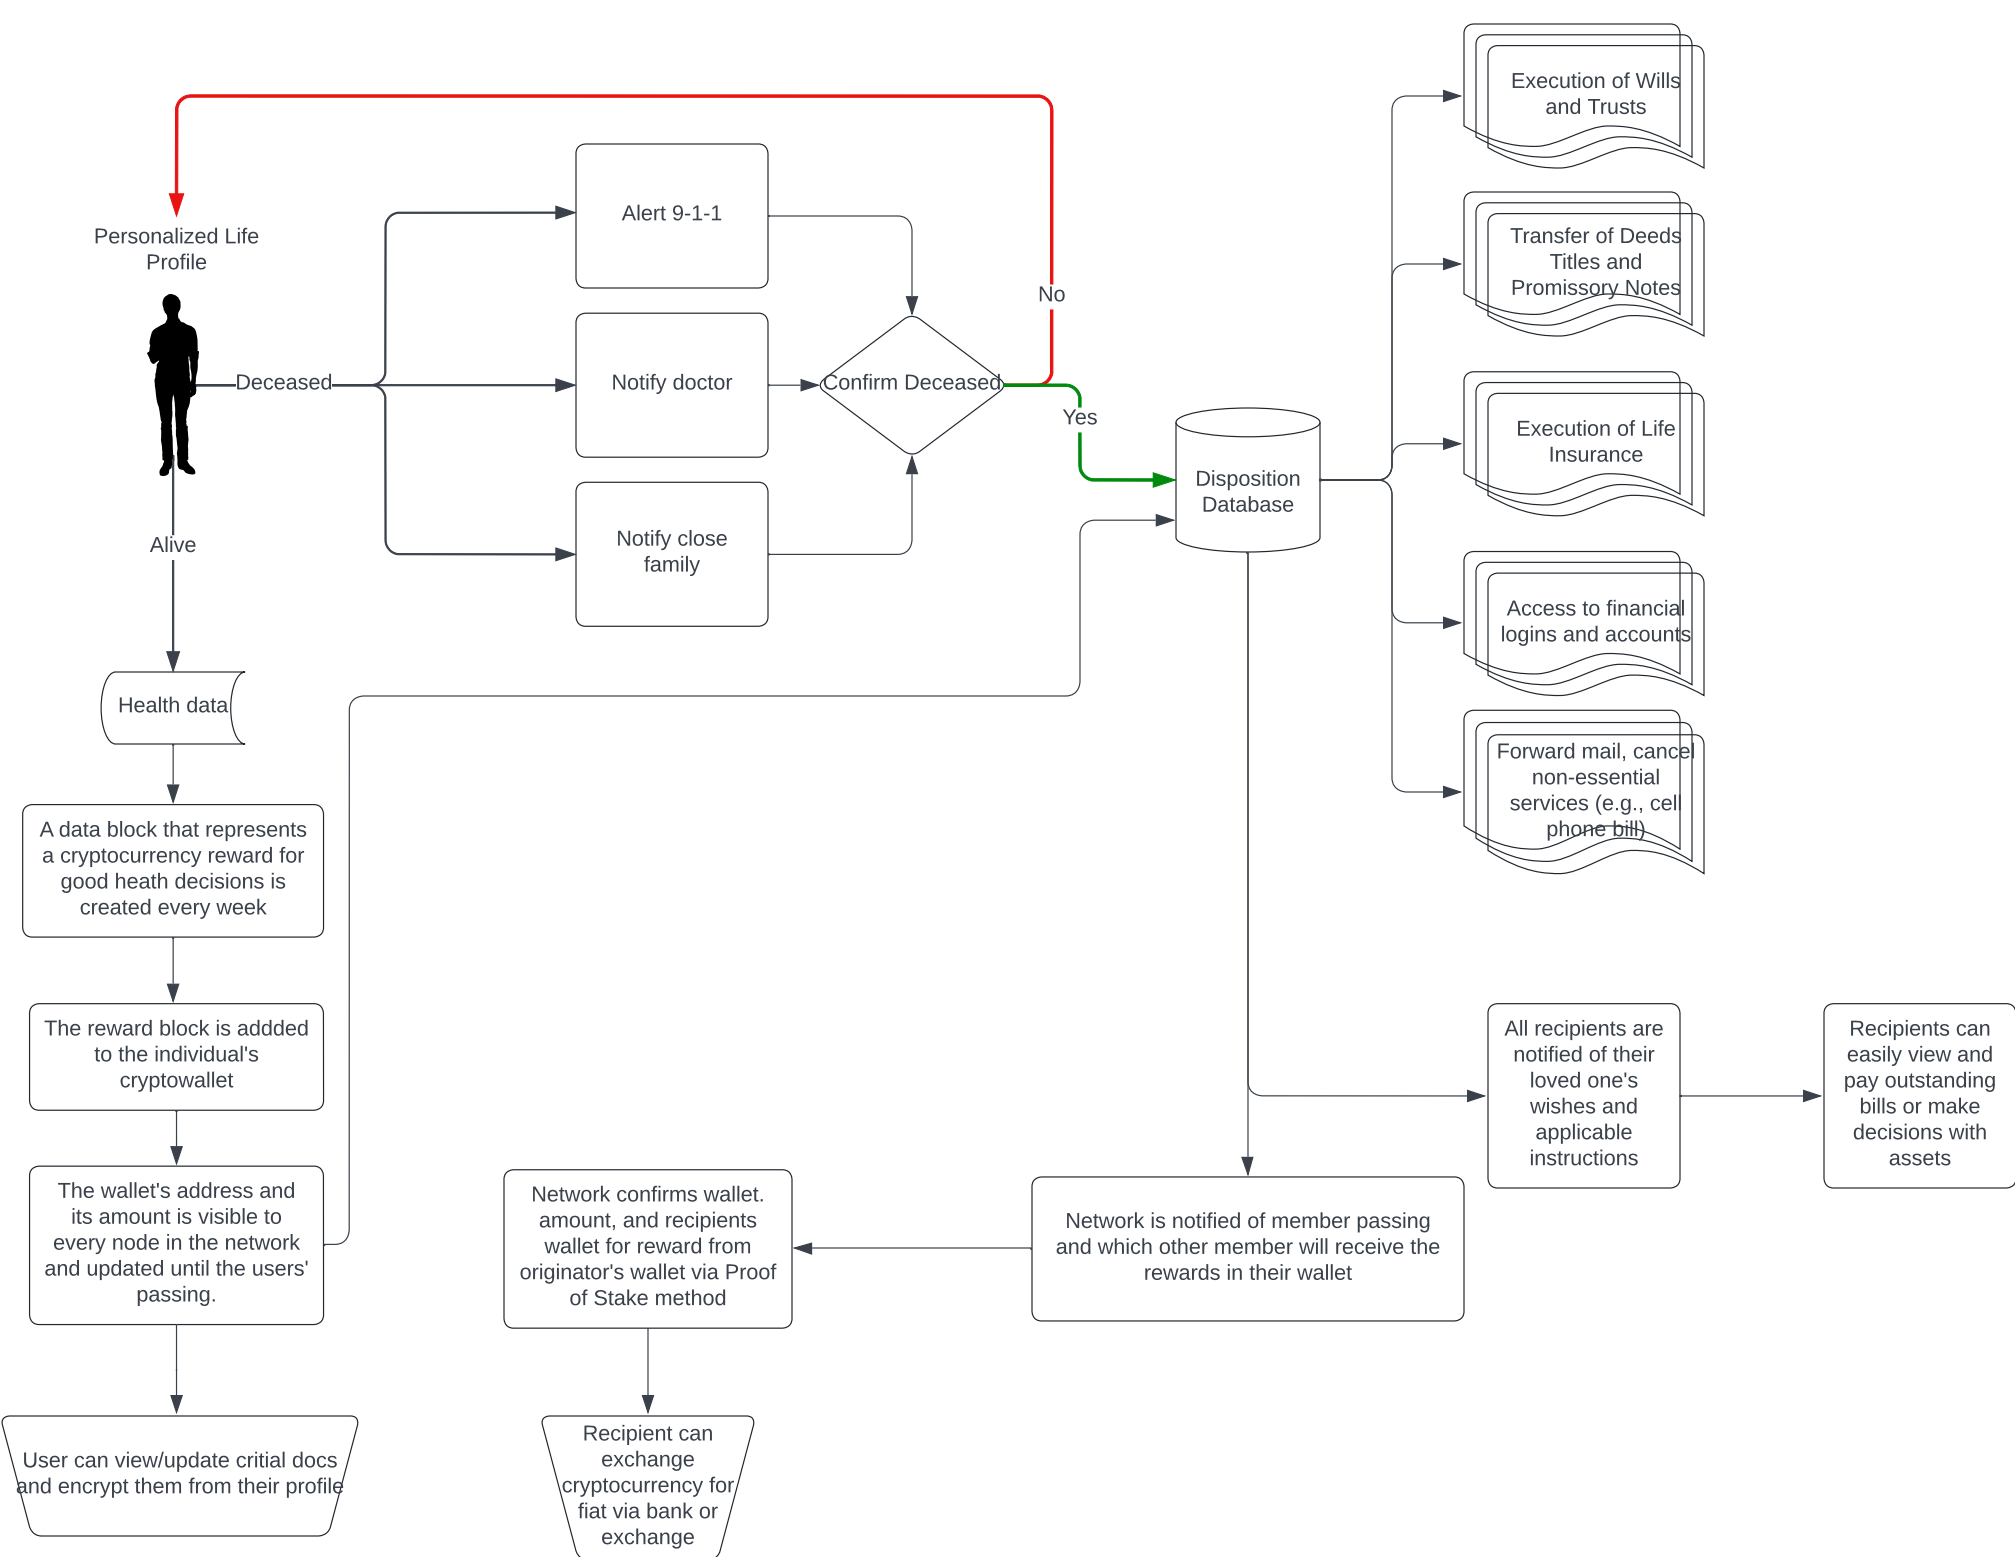 Personalized Life
Profile
Deceased
Alive
Alert 9-1-1
Notify doctor
Notify close
family
Confirm Deceased
No
Yes
Disposition
Database
Execution of Wills
and Trusts
Transfer of Deeds
Titles and
Promissory Notes
Execution of Life
Insurance
Access to financial
logins and accounts
Forward mail, cancel
non-essential
services (e.g., cell
phone bill)
Health data
A data block that represents
a cryptocurrency reward for
good heath decisions is
created every week
The reward block is addded
to the individual's
cryptowallet
The wallet's address and
its amount is visible to
every node in the network
and updated until the users'
passing.
User can view/update critial docs
and encrypt them from their profile
Network confirms wallet.
amount, and recipients
wallet for reward from
originator's wallet via Proof
of Stake method
Recipient can
exchange
cryptocurrency for
fiat via bank or
exchange
Network is notified of member passing
and which other member will receive the
rewards in their wallet
All recipients are
notified of their
loved one's
wishes and
applicable
instructions
Recipients can
easily view and
pay outstanding
bills or make
decisions with
assets